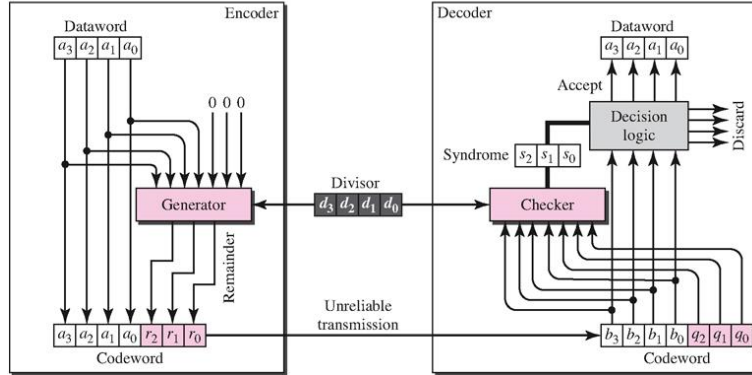 Encoder
Dataword
a₃ a₂ a₁ a₀
0 0 0
Generator
Remainder
a₃ a₂ a₁ a₀ r₂ r₁ r₀
Codeword
Divisor
d₃ d₂ d₁ d₀
Unreliable
transmission
Decoder
Dataword
a₃ a₂ a₁ a₀
Accept
Decision
logic
Discard
Syndrome
s₂ s₁ s₀
Checker
b₃ b₂ b₁ b₀ q₂ q₁ q₀
Codeword